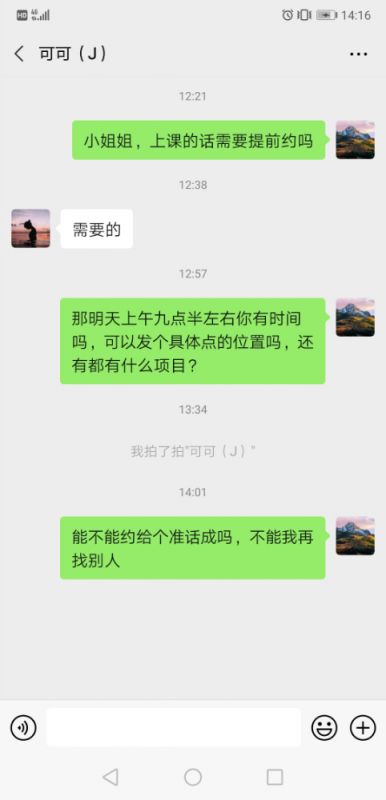 HD 4G 14:16
可可（J）
12:21
小姐姐，上课的话需要提前约吗
12:38
需要的
12:57
那明天上午九点半左右你有时间
吗，可以发个具体点的位置吗，还
有都有什么项目？
13:34
我拍了拍"可可（J）"
14:01
能不能约给个准话成吗，不能我再
找别人